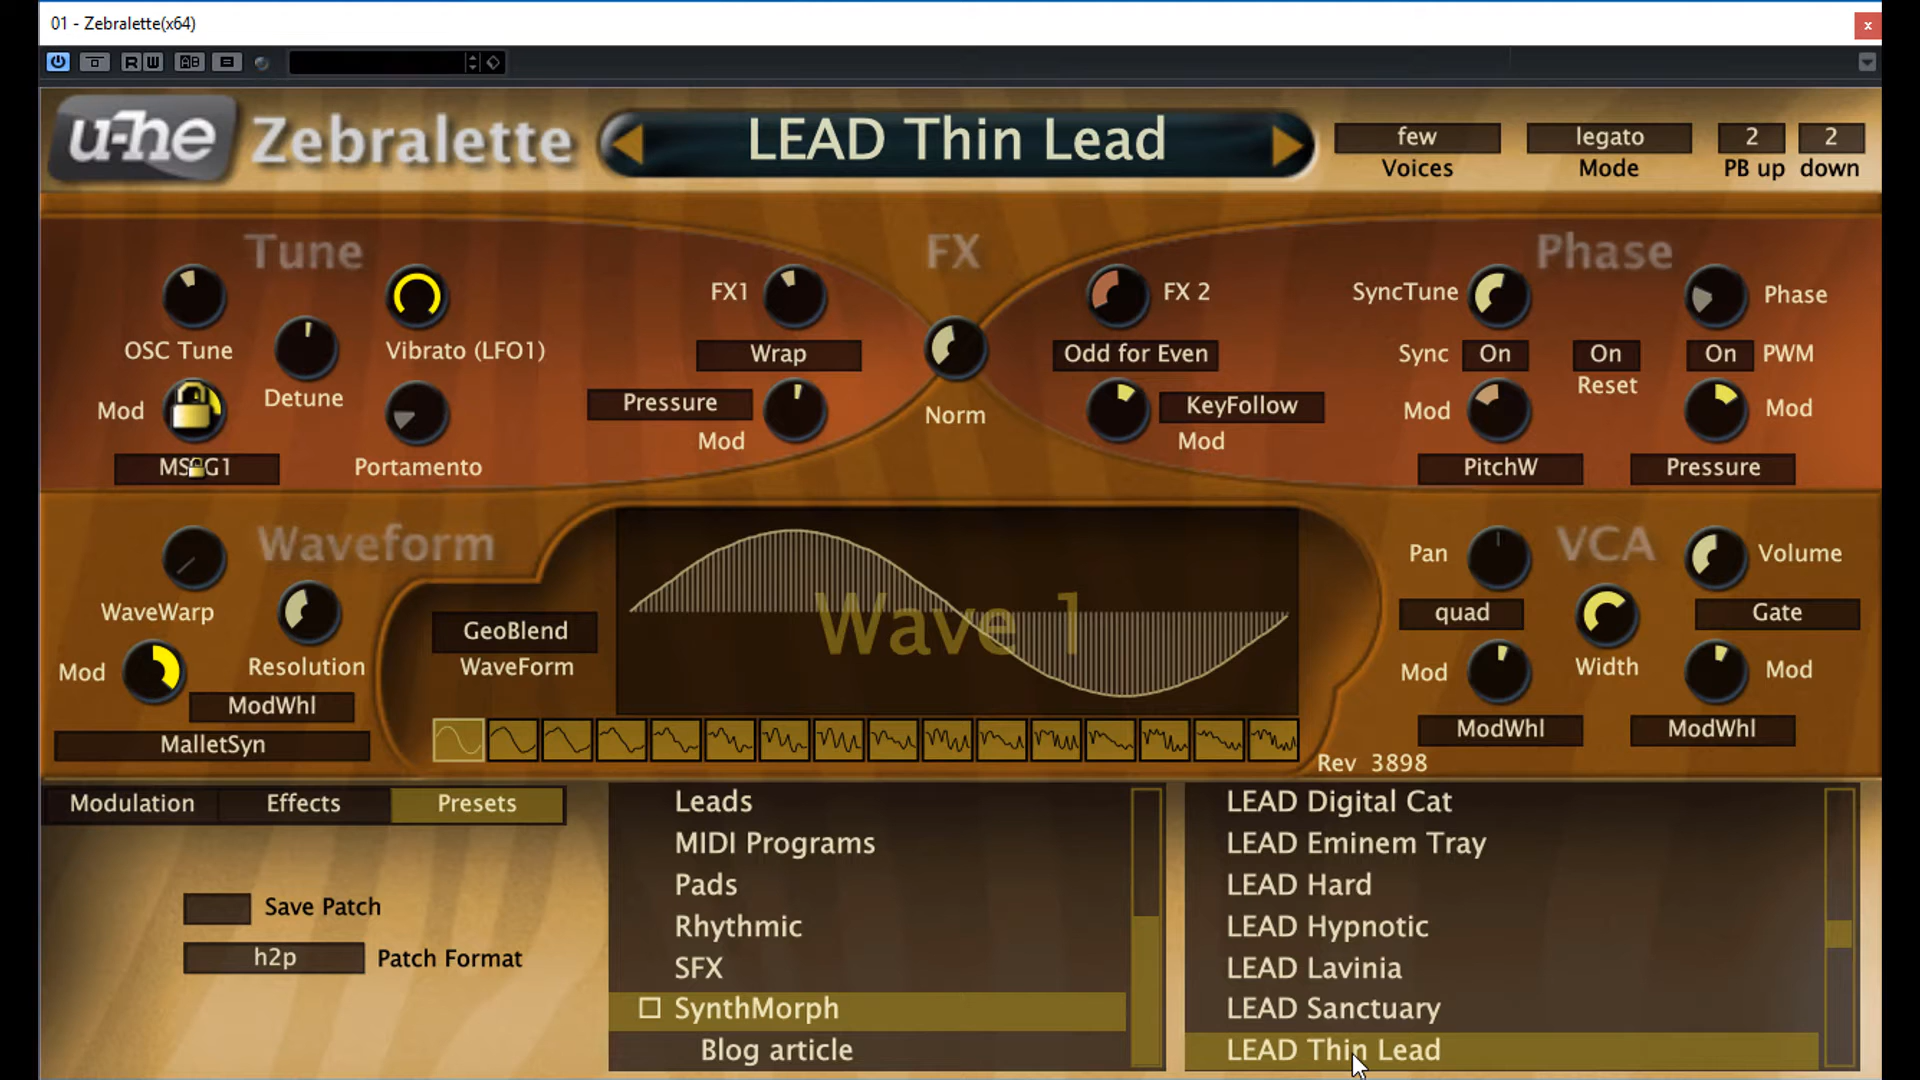 01 - Zebralette(x64)
R W
u-he Zebralette
LEAD Thin Lead
few
legato
2
2
Voices
Mode
PB up
down
Tune
FX
Phase
OSC Tune
Vibrato (LFO1)
FX1
FX 2
SyncTune
Phase
Wrap
Odd for Even
Sync
On
On
On
PWM
Reset
Mod
Detune
Pressure
Norm
KeyFollow
Mod
Mod
Portamento
Mod
Mod
PitchW
Pressure
Waveform
Wave 1
VCA
Pan
Volume
WaveWarp
GeoBlend
quad
Gate
Resolution
WaveForm
Width
Mod
Mod
Mod
ModWhl
ModWhl
ModWhl
MalletSyn
Rev 3898
Modulation
Effects
Presets
Save Patch
h2p
Patch Format
Leads
MIDI Programs
Pads
Rhythmic
SFX
SynthMorph
Blog article
LEAD Digital Cat
LEAD Eminem Tray
LEAD Hard
LEAD Hypnotic
LEAD Lavinia
LEAD Sanctuary
LEAD Thin Lead